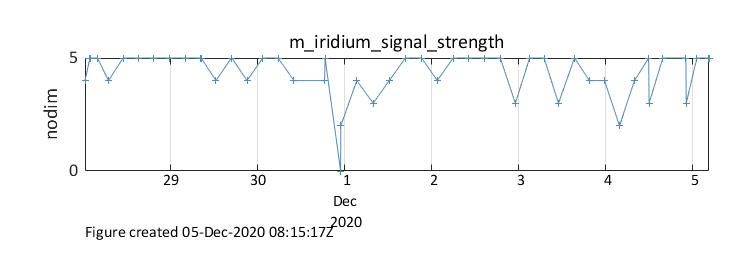 m_iridium_signal_strength
5
nodim
0
29 30 1 2 3 4 5
Dec
2020
Figure created 05-Dec-2020 08:15:17Z